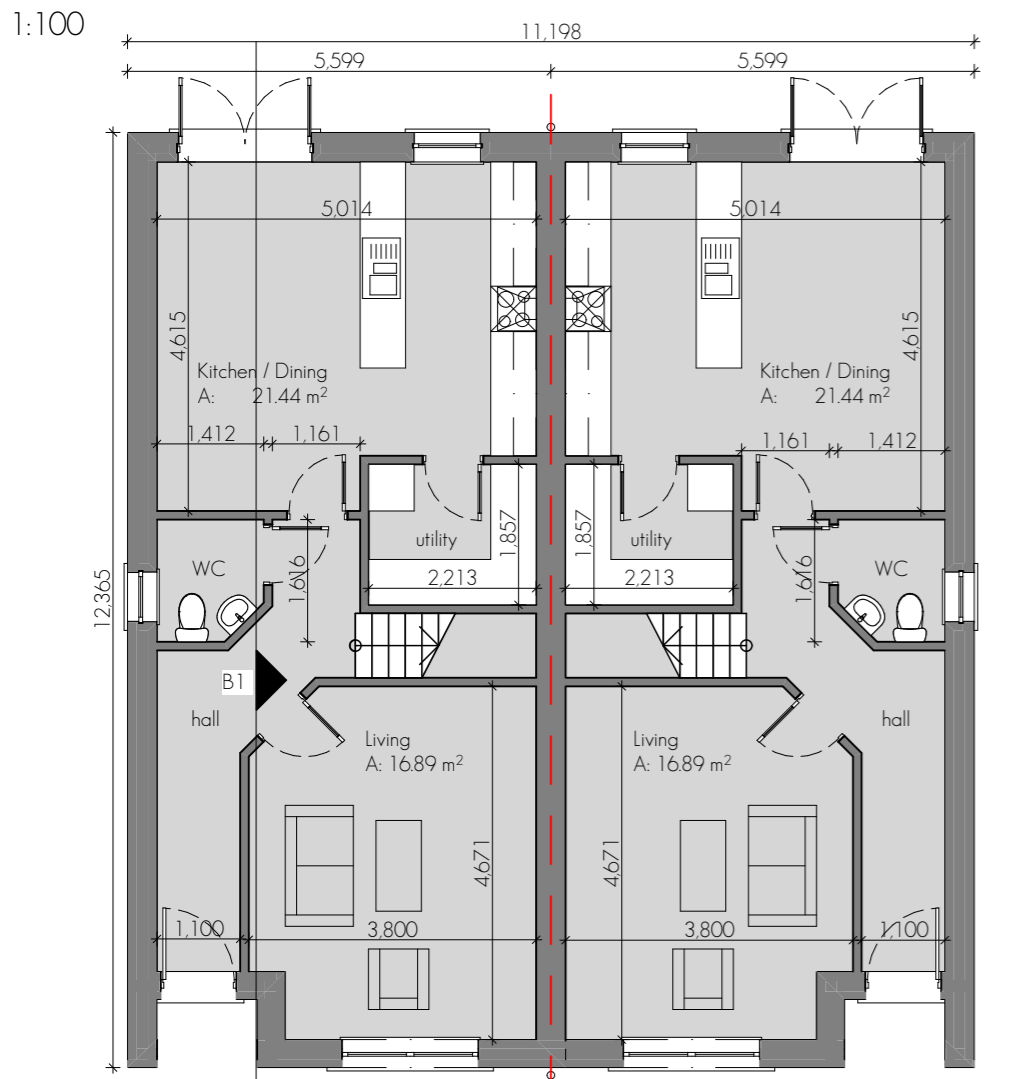 1:100
11,198
5,599
5,599
5,014
5,014
4,615
4,615
Kitchen / Dining
A: 21.44 m²
Kitchen / Dining
A: 21.44 m²
1,412
1,161
1,161
1,412
utility
1,857
1,857
utility
WC
WC
2,213
2,213
1,616
1,616
12,365
B1
hall
hall
Living
A: 16.89 m²
Living
A: 16.89 m²
4,671
4,671
1,100
3,800
3,800
1,100